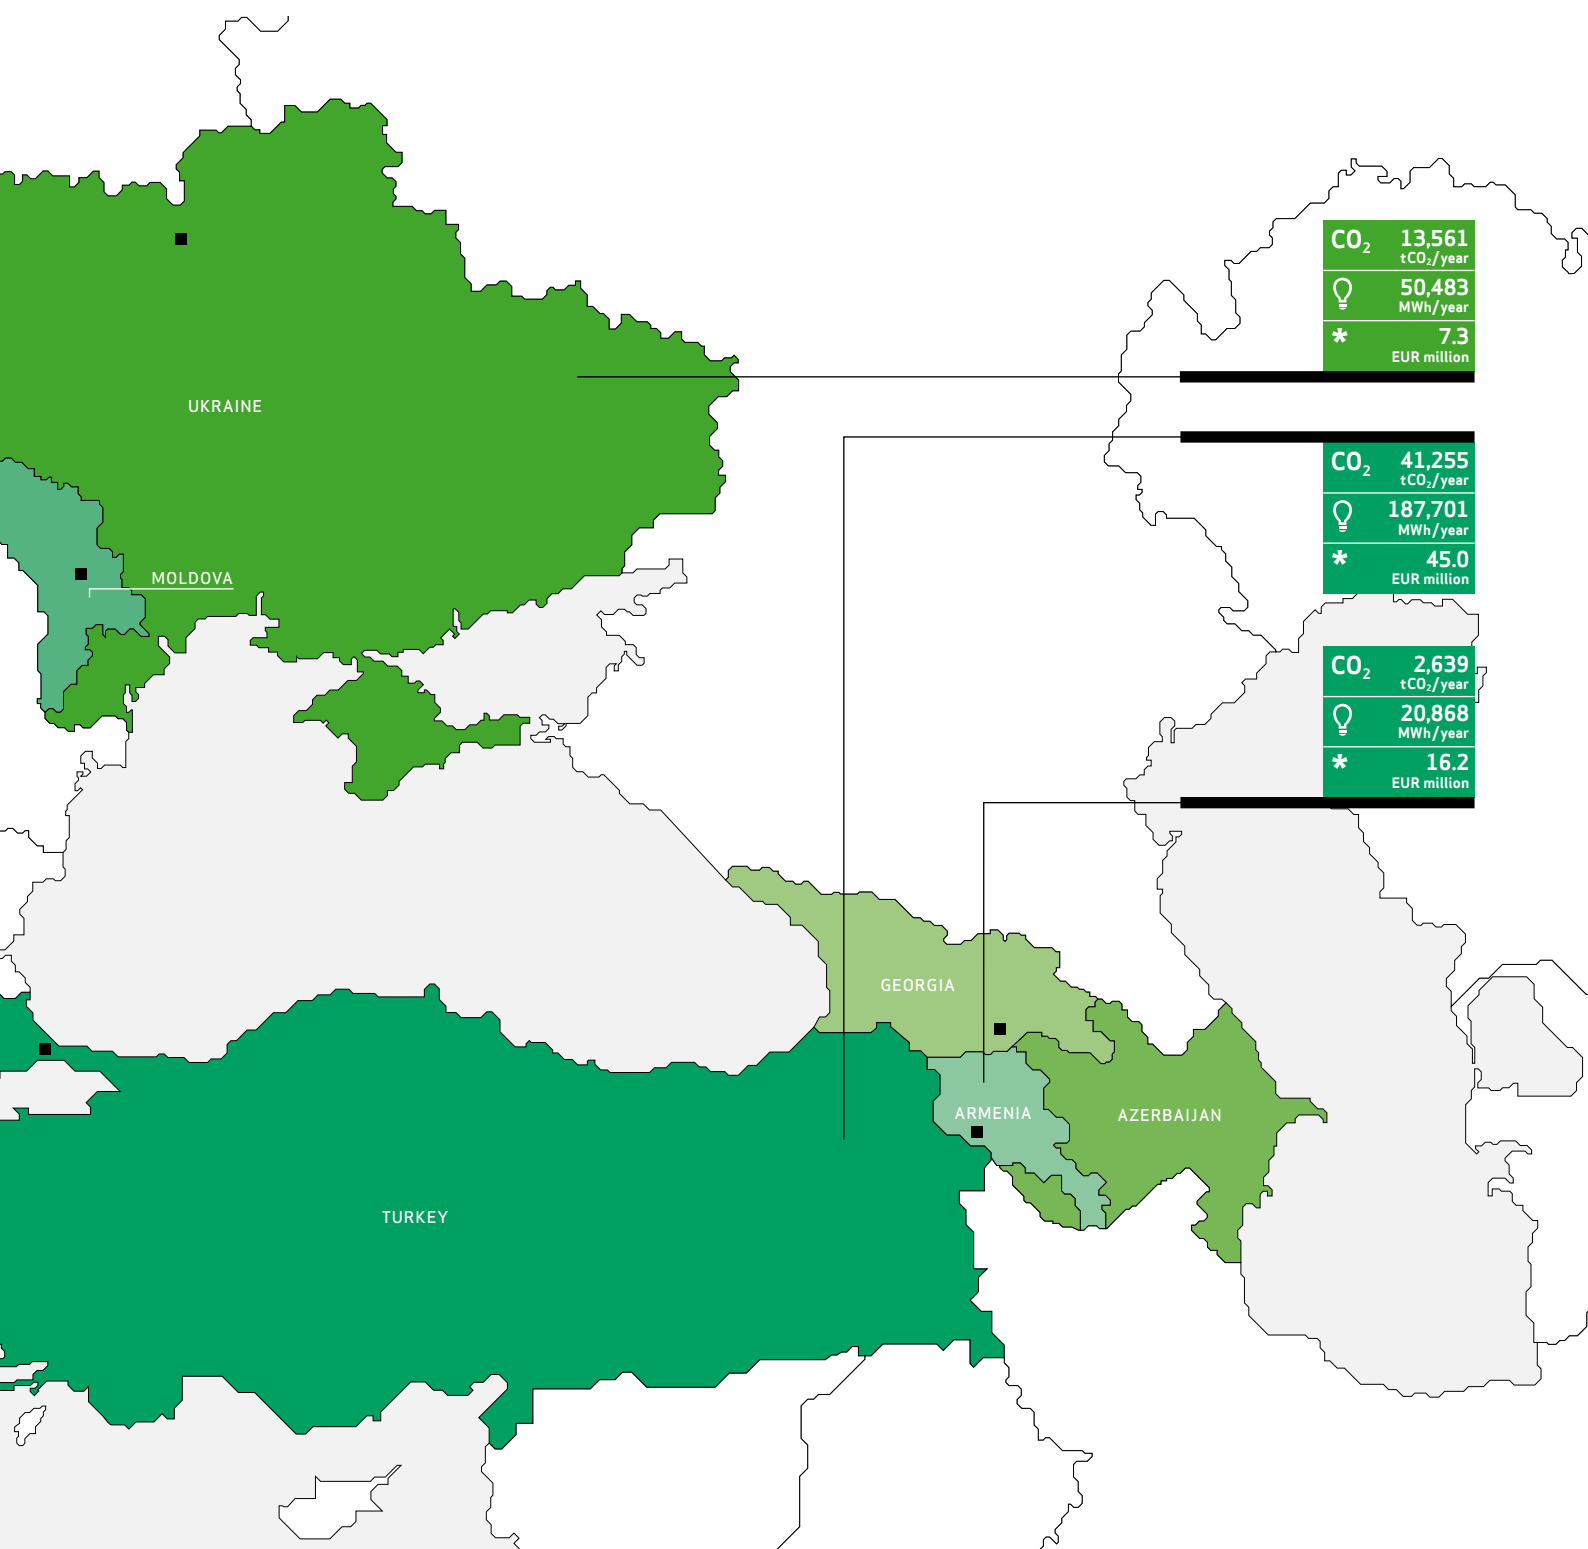 CO₂ 13,561
tCO₂/year
50,483
MWh/year
* 7.3
EUR million
UKRAINE
CO₂ 41,255
tCO₂/year
187,701
MWh/year
* 45.0
EUR million
MOLDOVA
CO₂ 2,639
tCO₂/year
20,868
MWh/year
* 16.2
EUR million
GEORGIA
ARMENIA
AZERBAIJAN
TURKEY